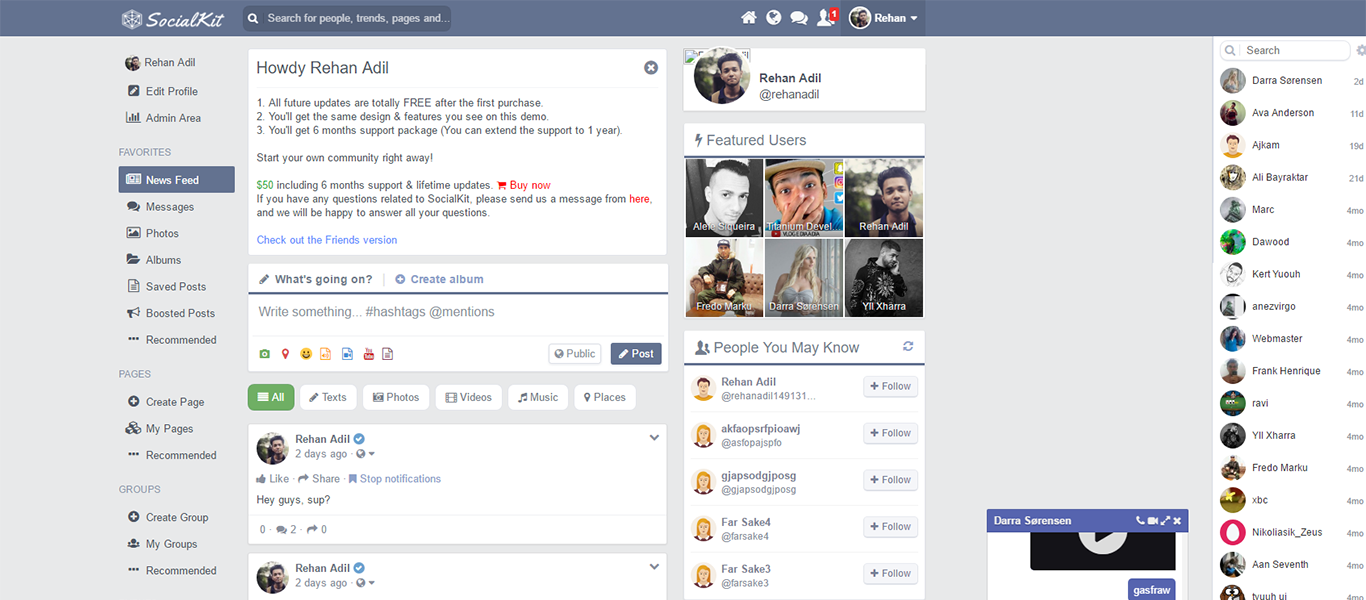 SocialKit
Search for people, trends, pages and...
1
Rehan
Rehan Adil
Edit Profile
Admin Area
FAVORITES
News Feed
Messages
Photos
Albums
Saved Posts
Boosted Posts
Recommended
PAGES
Create Page
My Pages
Recommended
GROUPS
Create Group
My Groups
Recommended
Howdy Rehan Adil
1. All future updates are totally FREE after the first purchase.
2. You'll get the same design & features you see on this demo.
3. You'll get 6 months support package (You can extend the support to 1 year).
Start your own community right away!
$50 including 6 months support & lifetime updates. Buy now
If you have any questions related to SocialKit, please send us a message from here,
and we will be happy to answer all your questions.
Check out the Friends version
What's going on?
Create album
Write something... #hashtags @mentions
Public
Post
All
Texts
Photos
Videos
Music
Places
Rehan Adil
2 days ago ·
Like · Share · Stop notifications
Hey guys, sup?
0 · 2 · 0
Rehan Adil
2 days ago ·
Rehan Adil
@rehanadil
Featured Users
Alefe Siqueira
Titanium Devel...
Rehan Adil
Fredo Marku
Darra Sørensen
Yll Xharra
People You May Know
Rehan Adil
@rehanadil149131...
+ Follow
akfaopsrfpioawj
@asfopajspfo
+ Follow
gjapsodgjposg
@gjapsodgjposg
+ Follow
Far Sake4
@farsake4
+ Follow
Far Sake3
@farsake3
+ Follow
Darra Sørensen
gasfraw
Search
Darra Sørensen 2d
Ava Anderson 11d
Ajkam 19d
Ali Bayraktar 21d
Marc 4mo
Dawood 4mo
Kert Yuouh 4mo
anezvirgo 4mo
Webmaster 4mo
Frank Henrique 4mo
ravi 4mo
Yll Xharra 4mo
Fredo Marku 4mo
xbc 4mo
Nikoliasik_Zeus 4mo
Aan Seventh 4mo